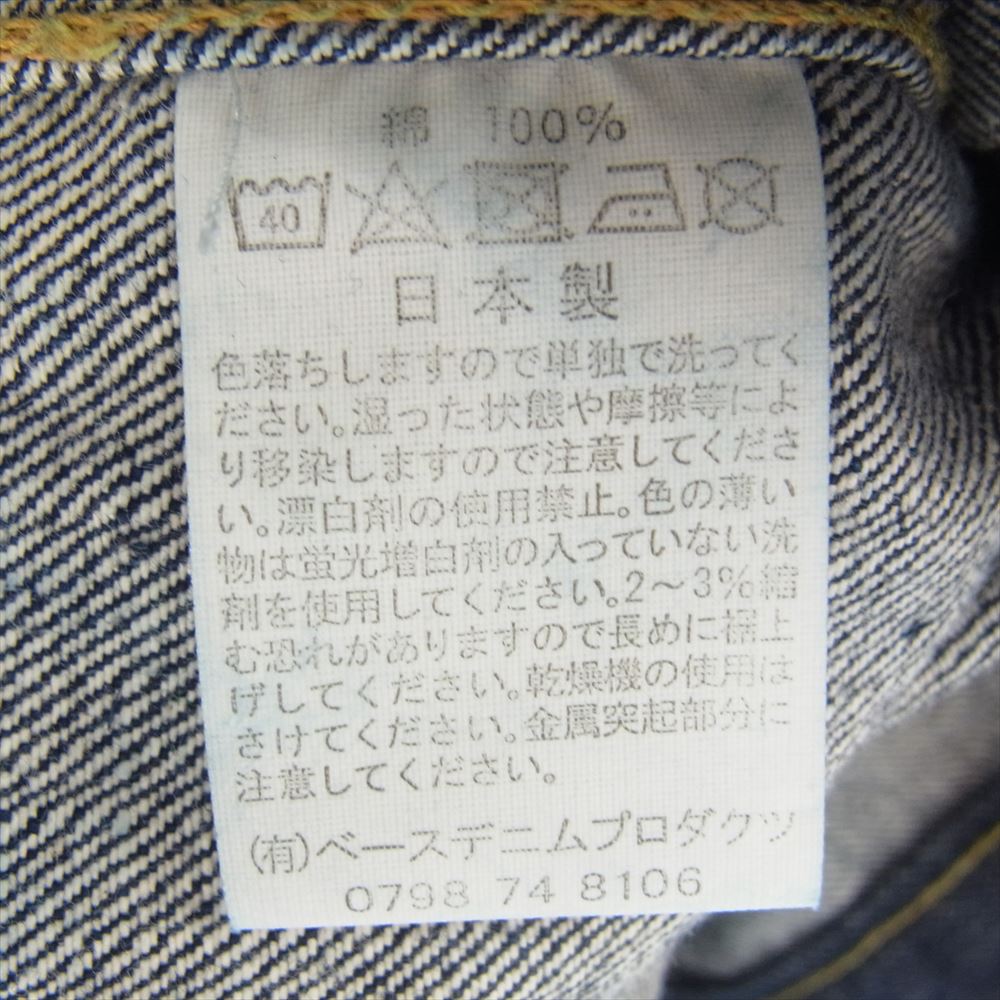 綿 100%
40
日本製
色落ちしますので単独で洗ってく
ださい。湿った状態や摩擦等によ
り移染しますので注意してくださ
い。漂白剤の使用禁止。色の薄い
物は蛍光増白剤の入っていない洗
剤を使用してください。2〜3%縮
む恐れがありますので長めに裾上
げしてください。乾燥機の使用は
さけてください。金属突起部分に
注意してください。
(有)ベースデニムプロダクツ
0798 74 8106